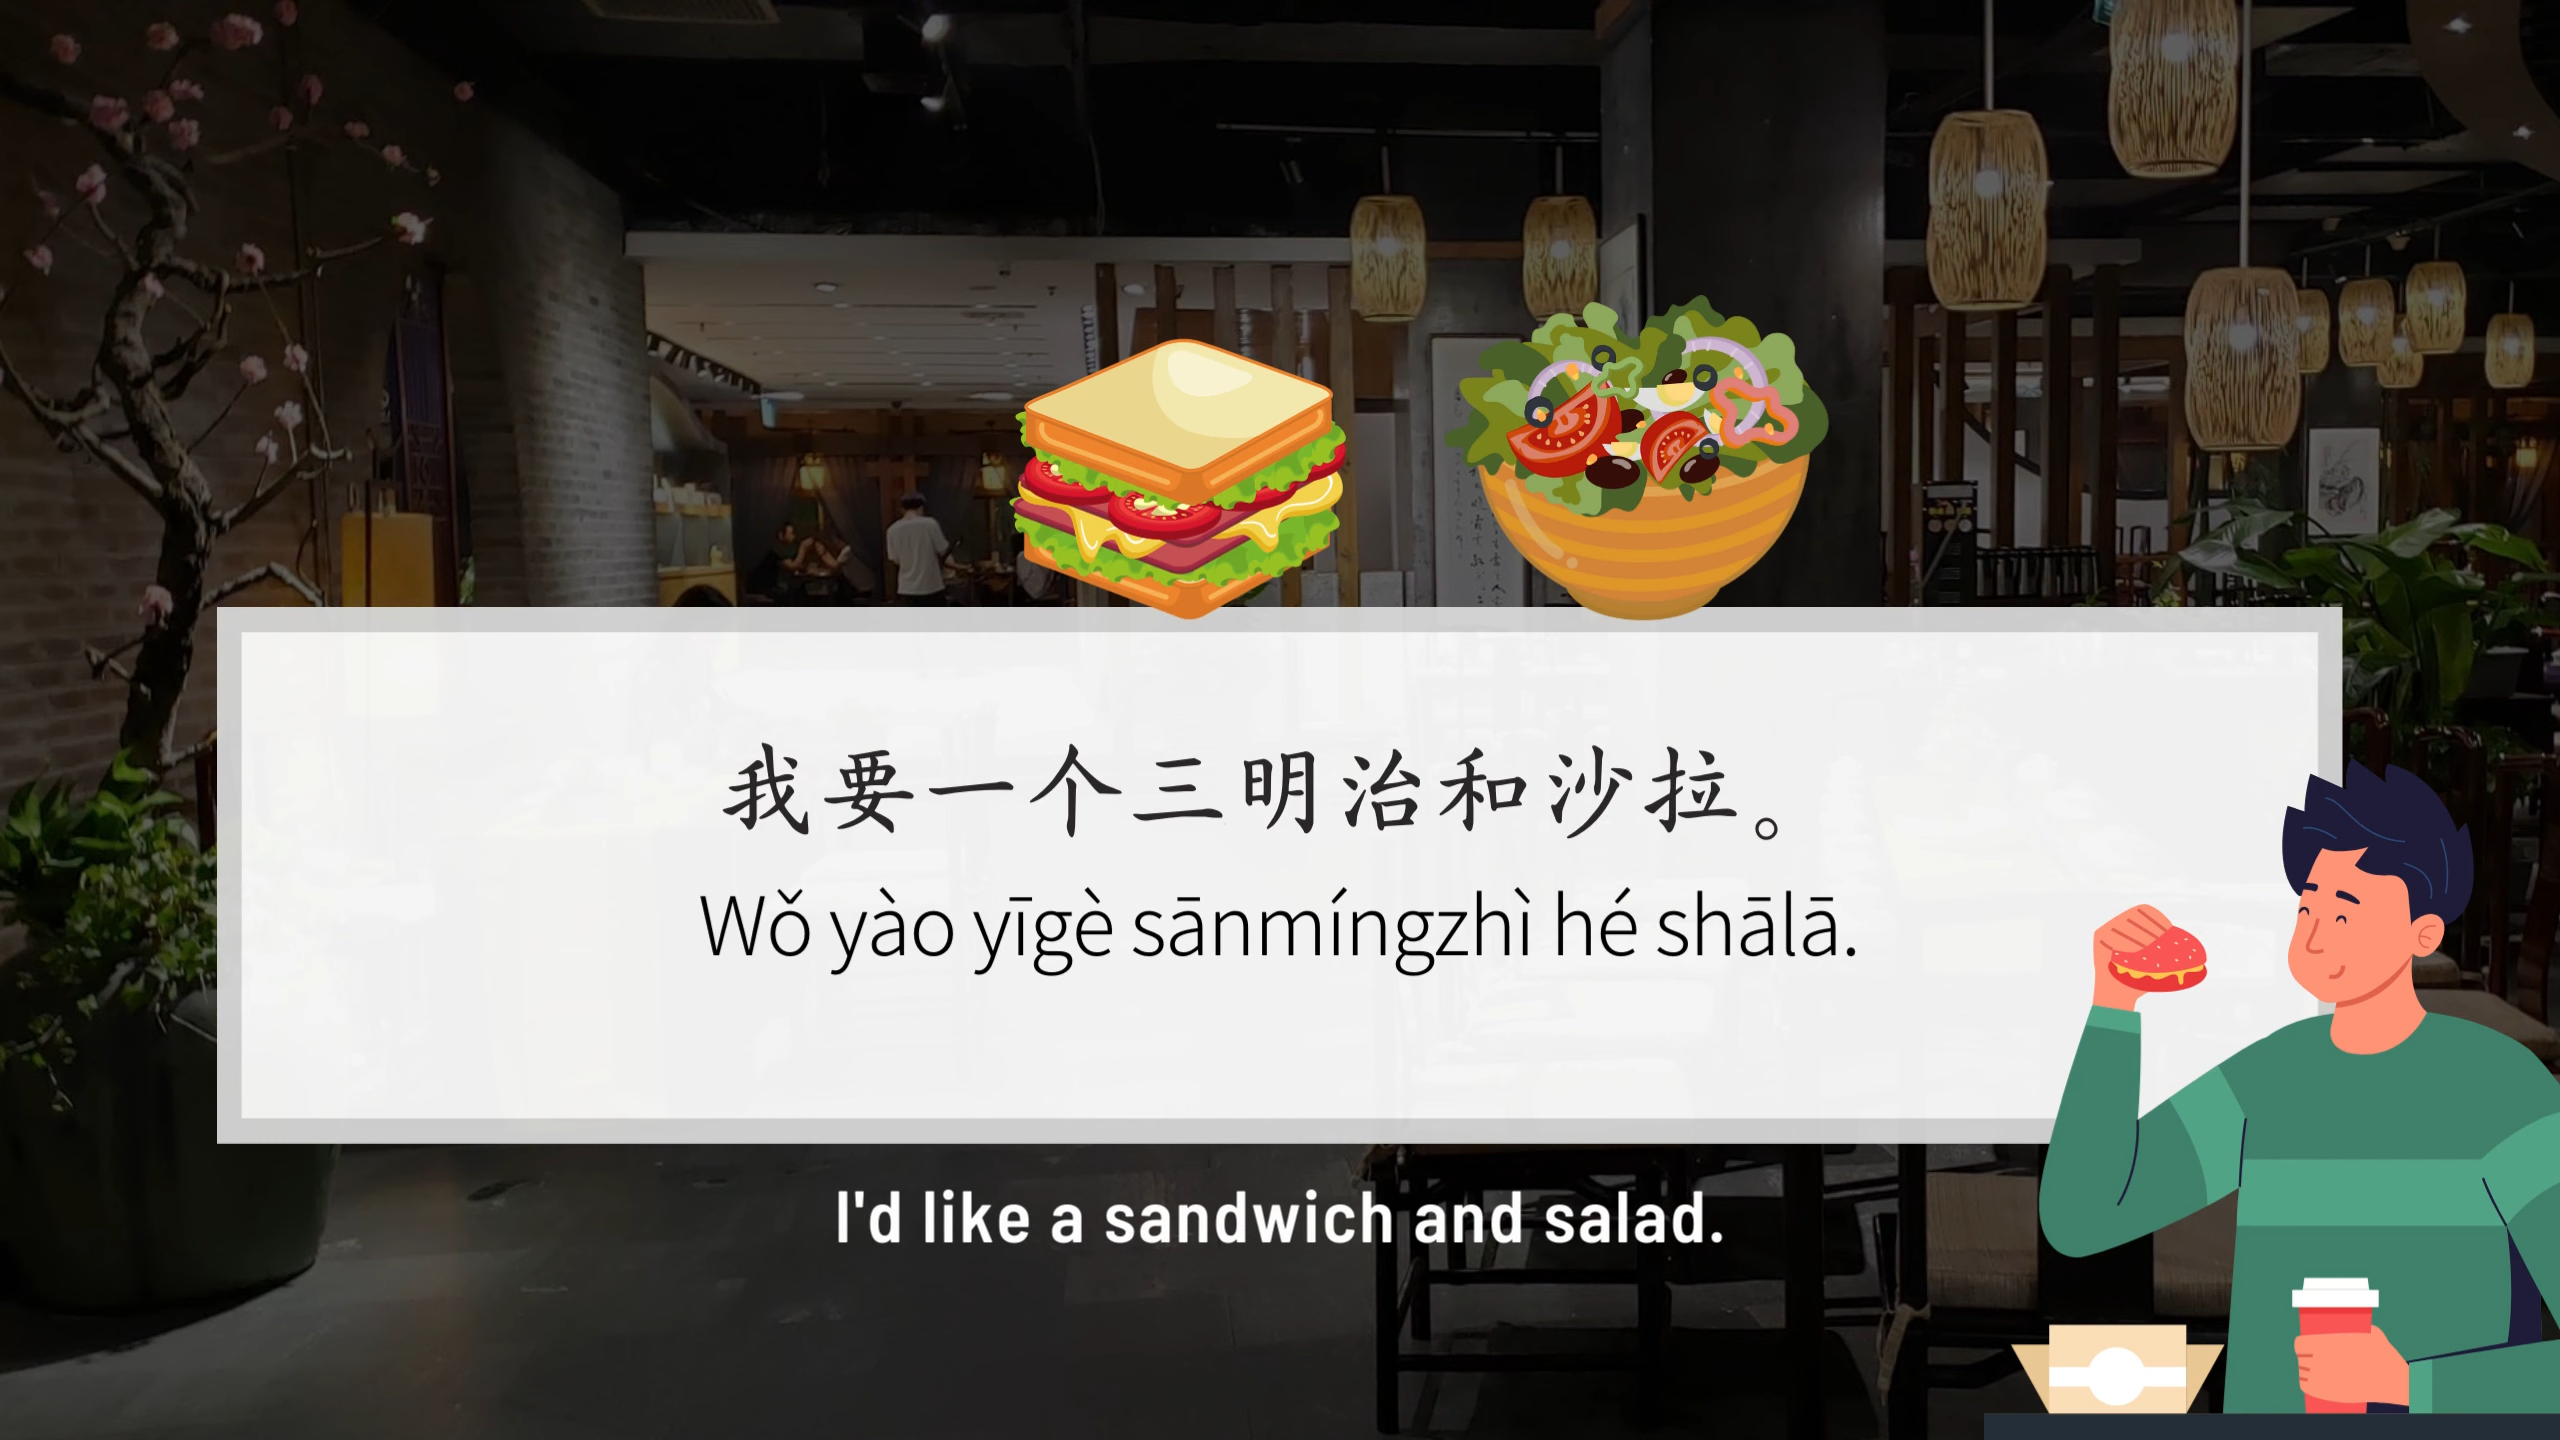 我要一个三明治和沙拉。
Wǒ yào yīgè sānmíngzhì hé shālā.
I'd like a sandwich and salad.